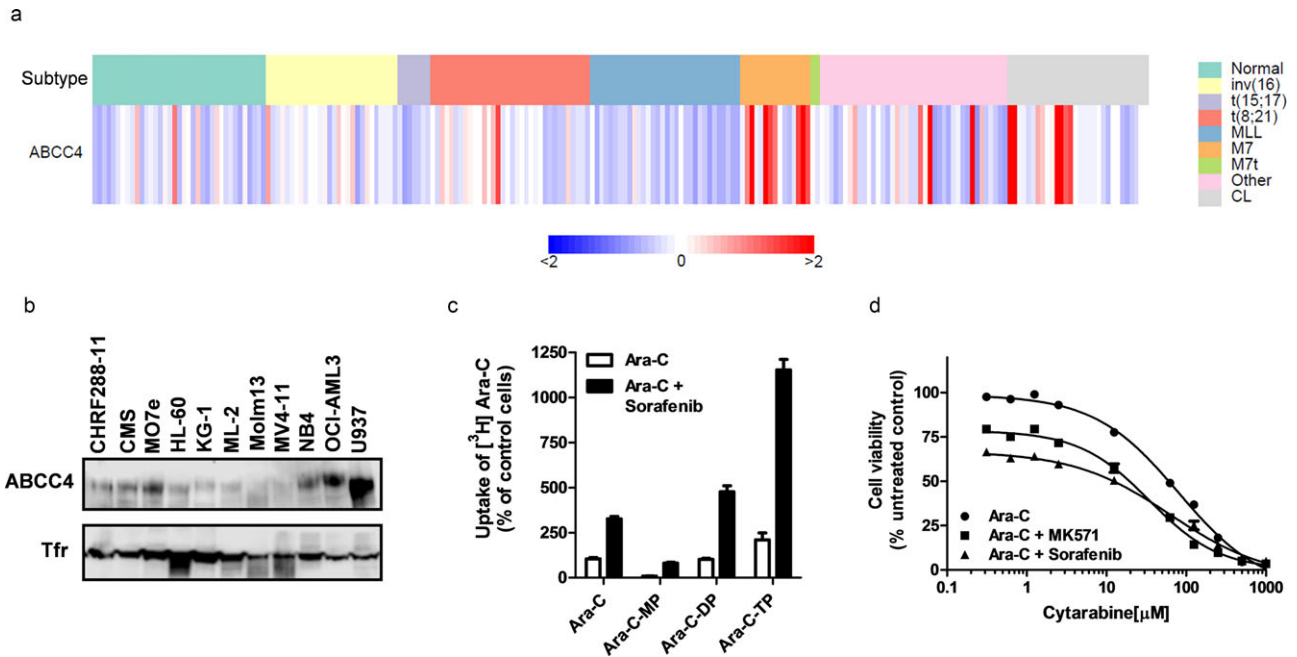 a
Subtype
ABCC4
Normal
inv(16)
t(15;17)
t(8;21)
MLL
M7
M7t
Other
CL
<2 0 >2
b
CHRF288-11
CMS
MO7e
HL-60
KG-1
ML-2
Molm13
MV4-11
NB4
OCI-AML3
U937
ABCC4
Tfr
c
Uptake of [³H] Ara-C
(% of control cells)
1250
1000
750
500
250
0
Ara-C
Ara-C +
Sorafenib
Ara-C
Ara-C-MP
Ara-C-DP
Ara-C-TP
d
Cell viability
(% untreated control)
100
75
50
25
0
Ara-C
Ara-C + MK571
Ara-C + Sorafenib
0.1 1 10 100 1000
Cytarabine[μM]